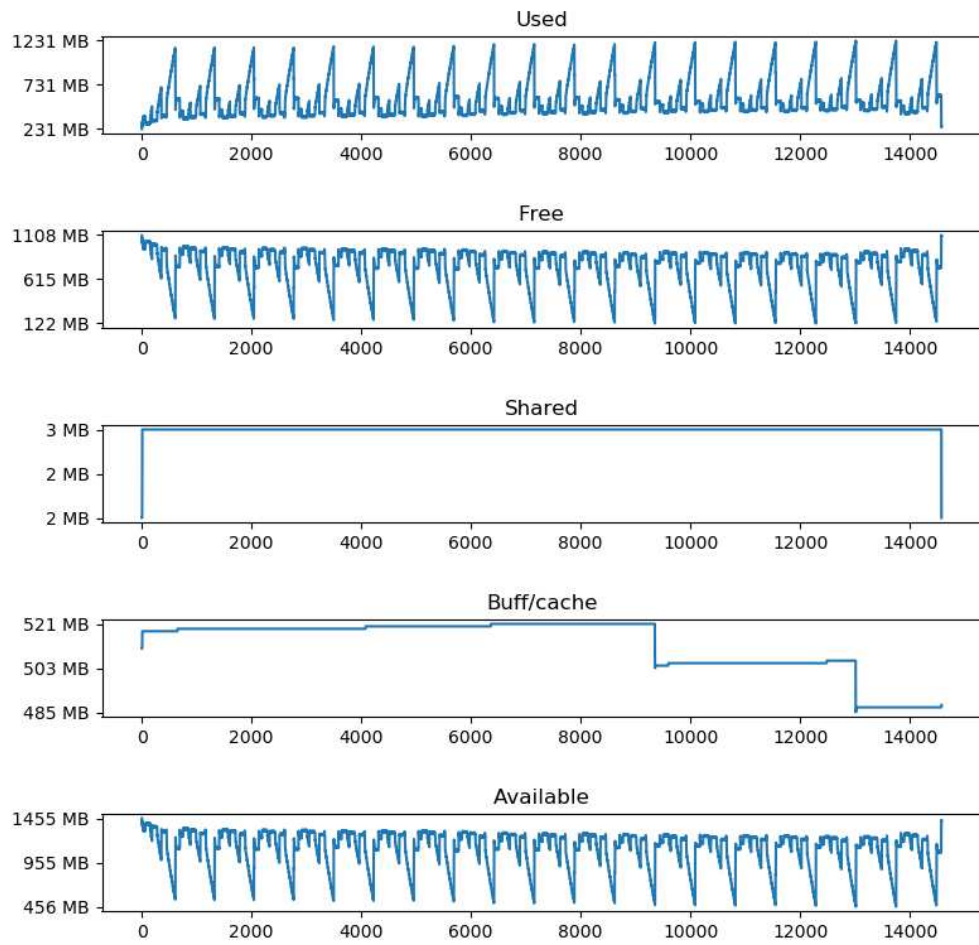 Used
1231 MB
731 MB
231 MB
0 2000 4000 6000 8000 10000 12000 14000
Free
1108 MB
615 MB
122 MB
0 2000 4000 6000 8000 10000 12000 14000
Shared
3 MB
2 MB
2 MB
0 2000 4000 6000 8000 10000 12000 14000
Buff/cache
521 MB
503 MB
485 MB
0 2000 4000 6000 8000 10000 12000 14000
Available
1455 MB
955 MB
456 MB
0 2000 4000 6000 8000 10000 12000 14000